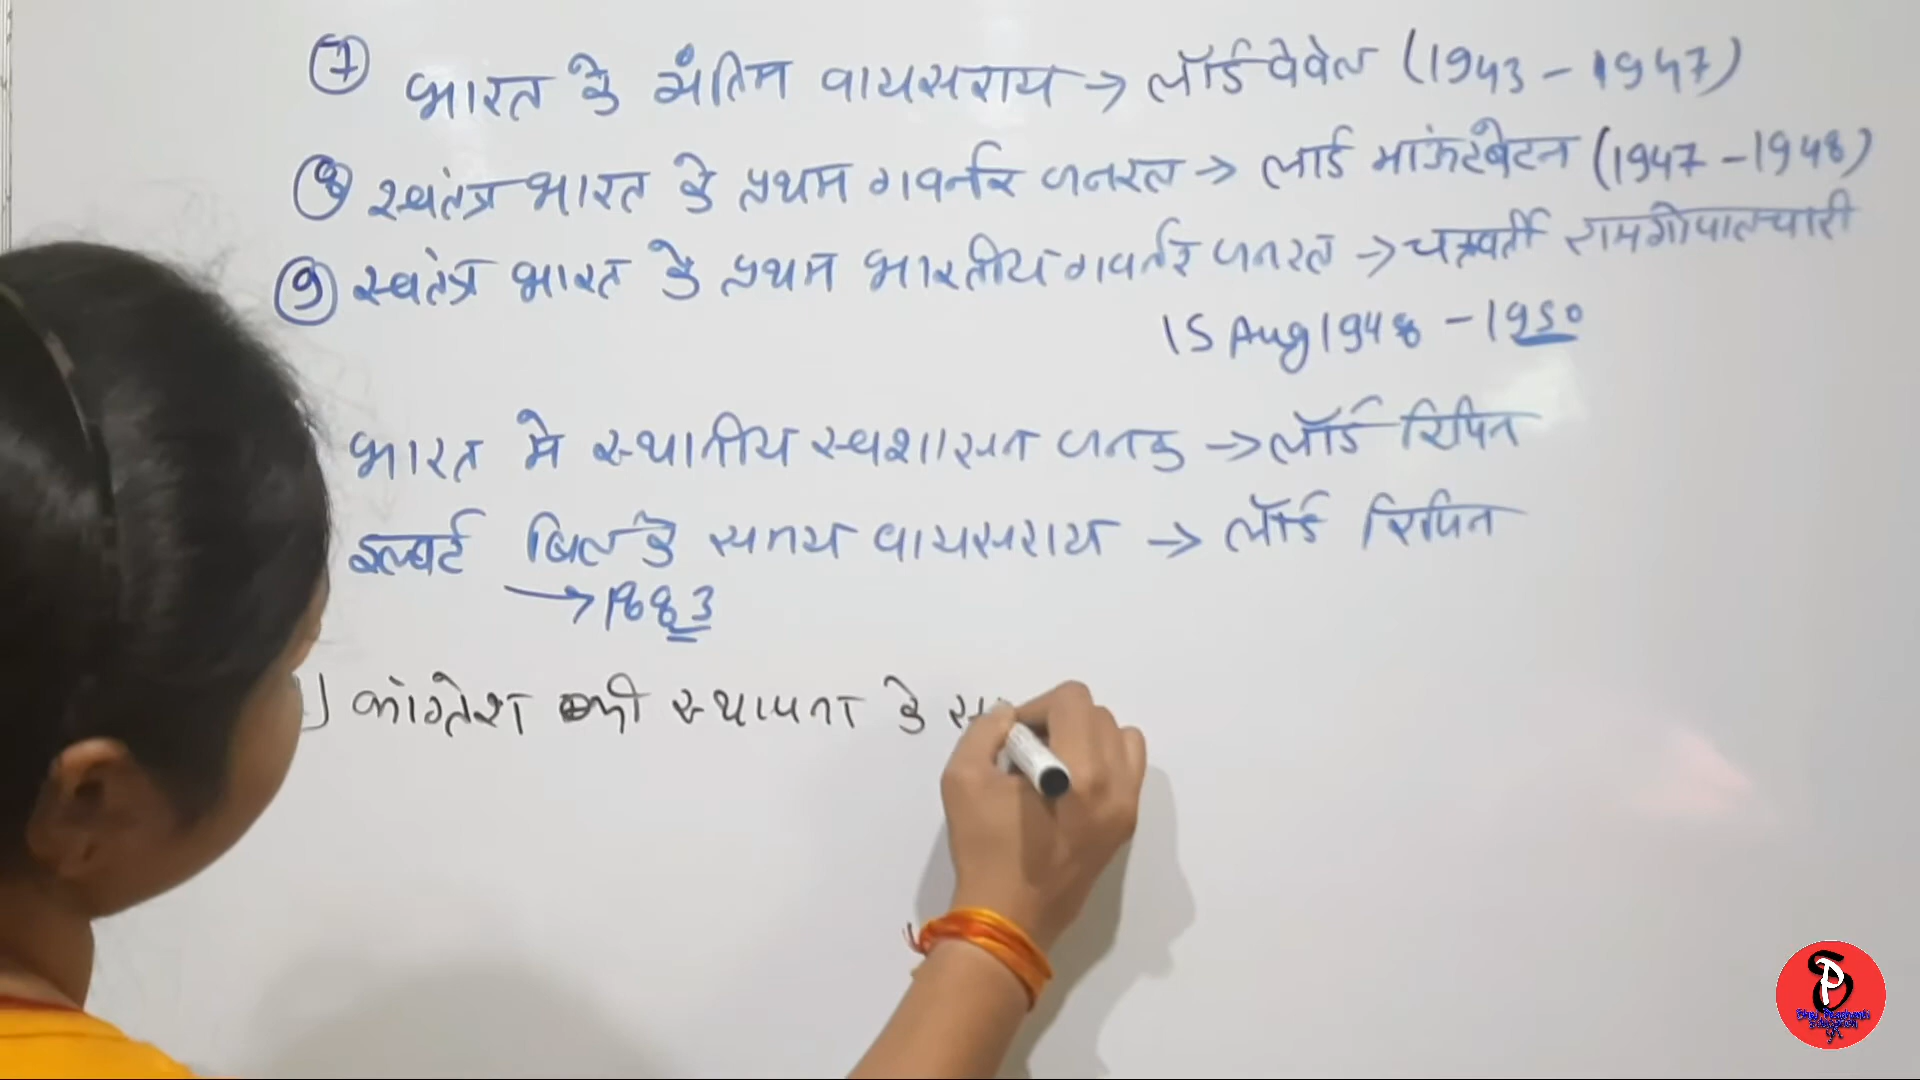 7 भारत के अंतिम वायसराय → लॉर्ड वेवेल (1943 - 1947)
8 स्वतंत्र भारत के प्रथम गवर्नर जनरल → लार्ड माऊंटबेटन (1947 - 1948)
9 स्वतंत्र भारत के प्रथम भारतीय गवर्नर जनरल → चक्रवर्ती रामगोपालचारी
15 Aug 1948 - 1950
भारत मे स्थानीय स्वशासन जनक → लॉर्ड रिपिन
इल्बर्ट बिल के समय वायसराय → लॉर्ड रिपिन
→ 1883
की स्थापना के